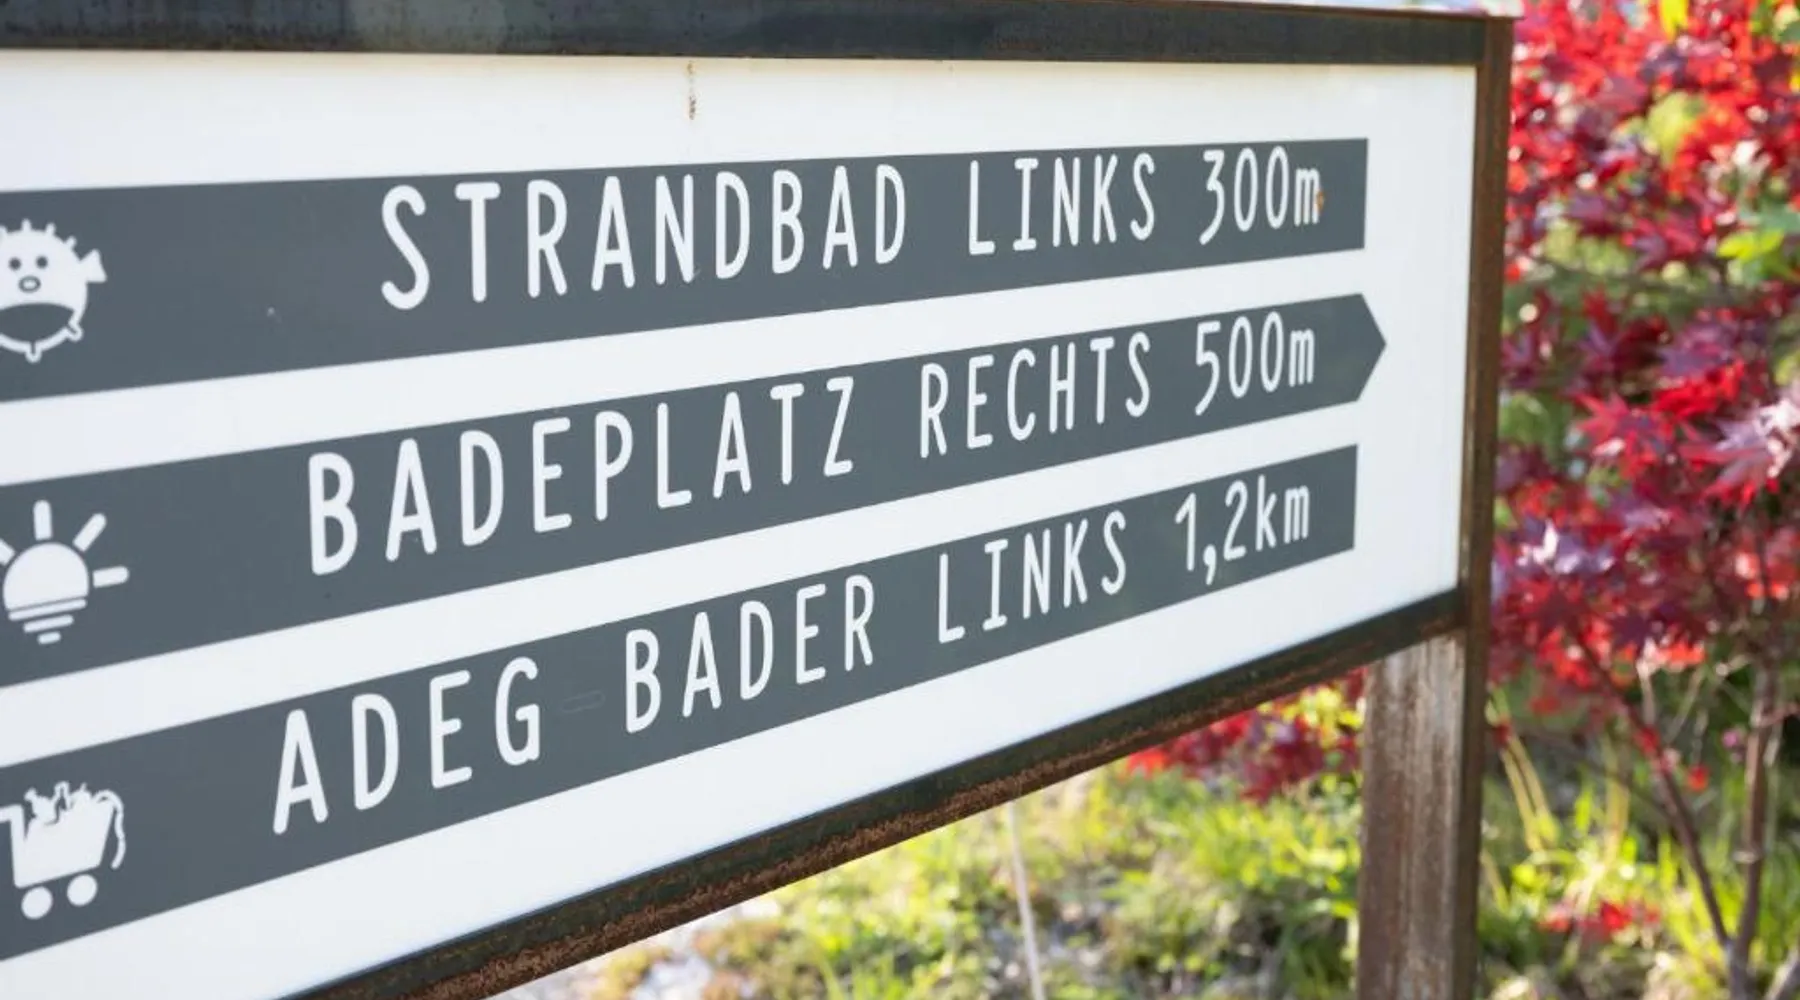 STRANDBAD LINKS 300m
BADEPLATZ RECHTS 500m
ADEG BADER LINKS 1,2km